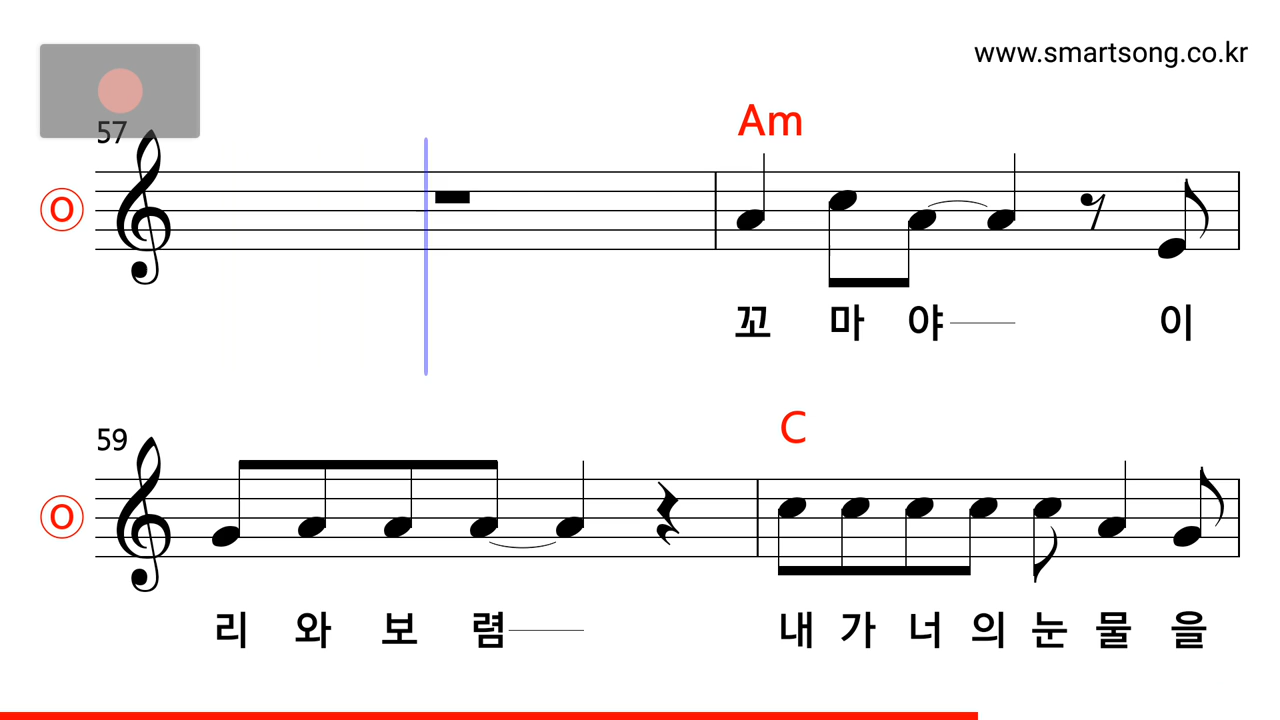 www.smartsong.co.kr
57
Am
O
꼬 마 야 이
59
C
O
리 와 보 렴 내 가 너 의 눈 물 을